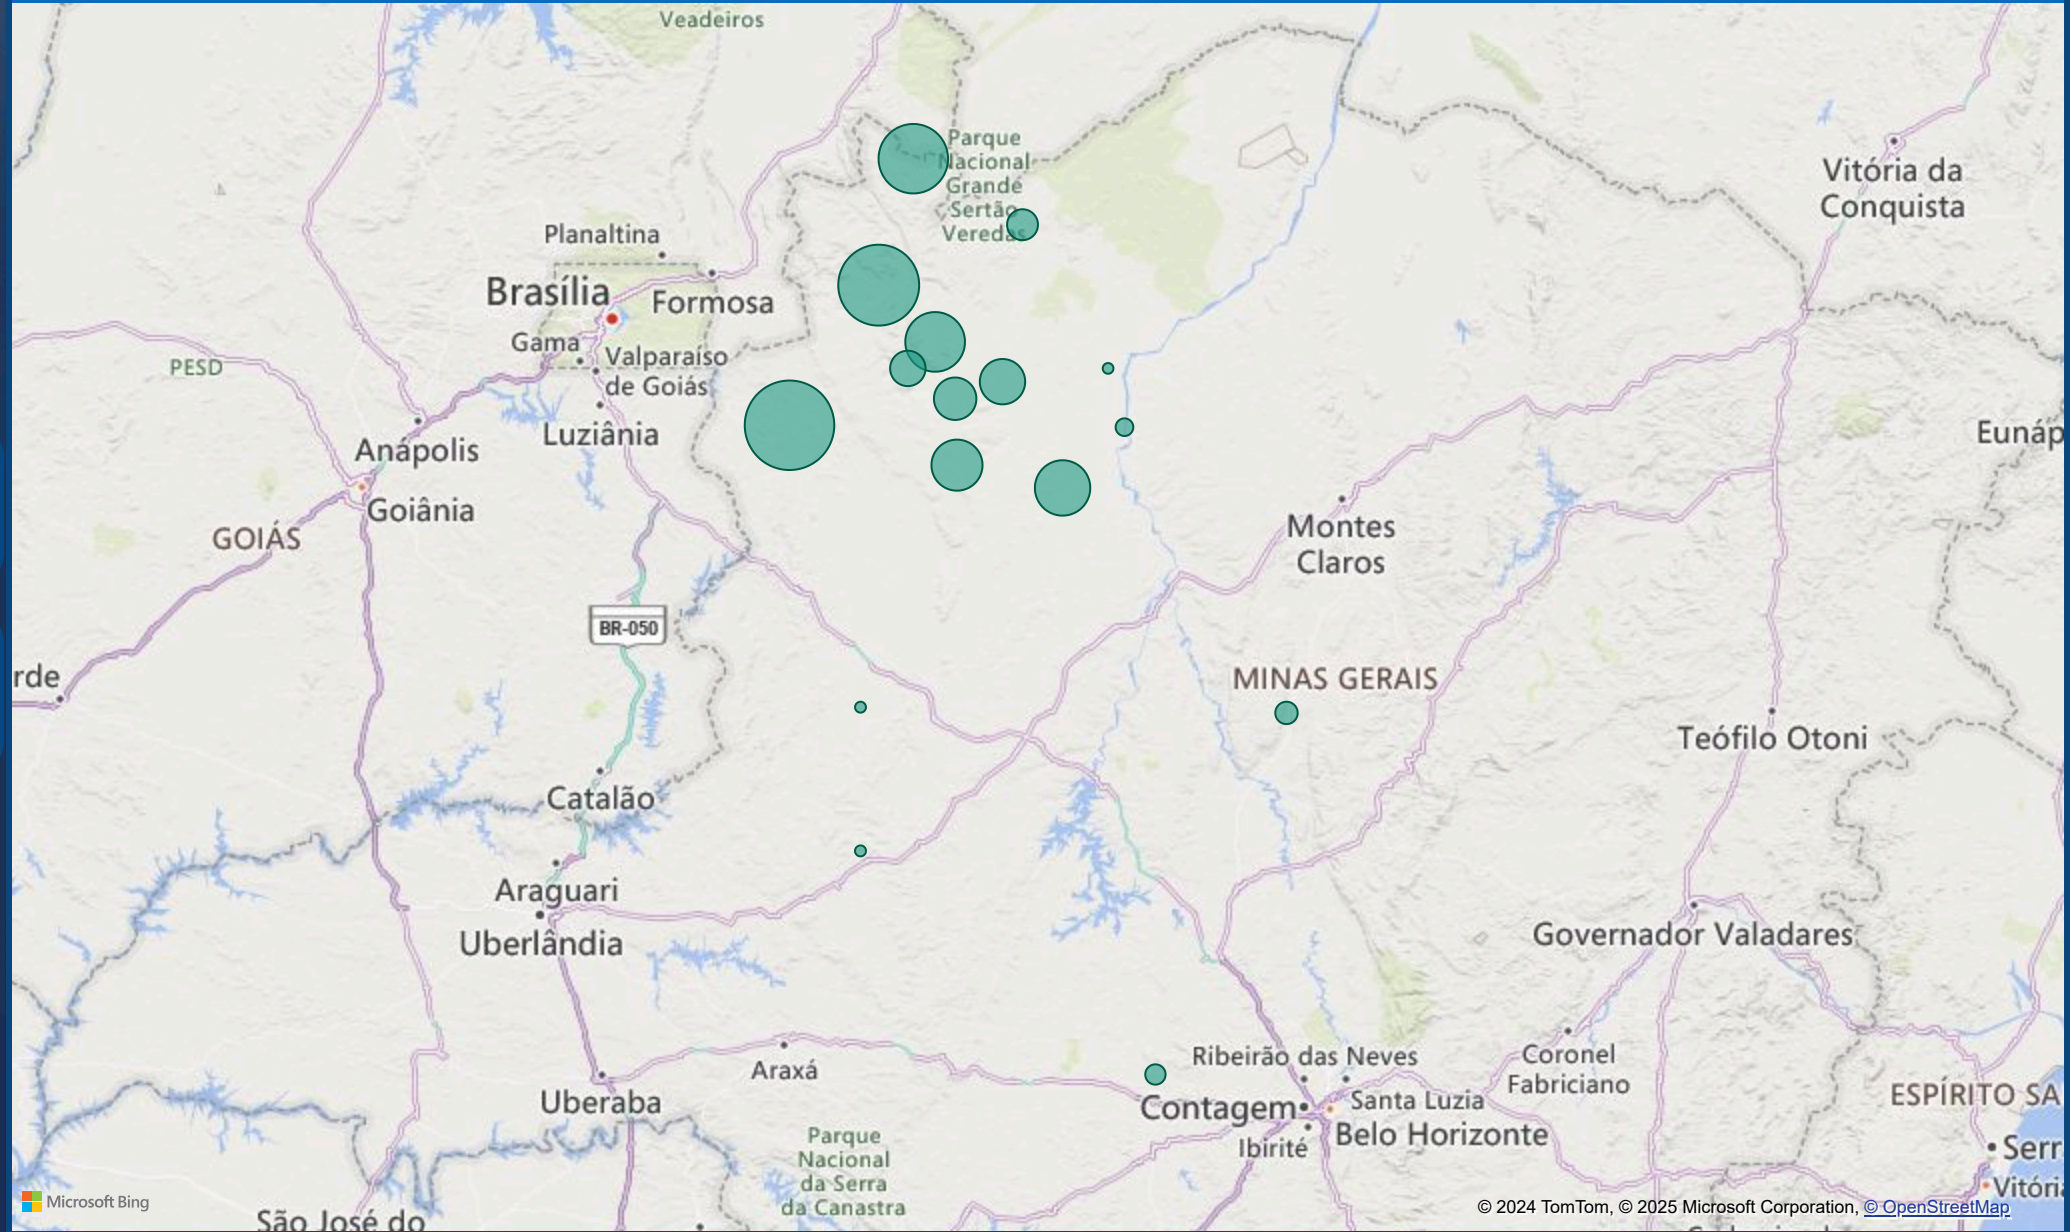 Veadeiros
Parque
Nacional
Grande
Sertão
Veredas
Vitória da
Conquista
Planaltina
Brasília
Formosa
Gama
Valparaíso
de Goiás
PESD
Luziânia
Anápolis
Eunáp
Goiânia
GOIÁS
Montes
Claros
BR-050
rde
MINAS GERAIS
Teófilo Otoni
Catalão
Araguari
Uberlândia
Governador Valadares
Ribeirão das Neves
Coronel
Fabriciano
Araxá
Uberaba
Contagem
Santa Luzia
ESPÍRITO SA
Ibirité
Belo Horizonte
Parque
Nacional
da Serra
da Canastra
Serr
Vitória
Microsoft Bing
© 2024 TomTom, © 2025 Microsoft Corporation, © OpenStreetMap
São José do